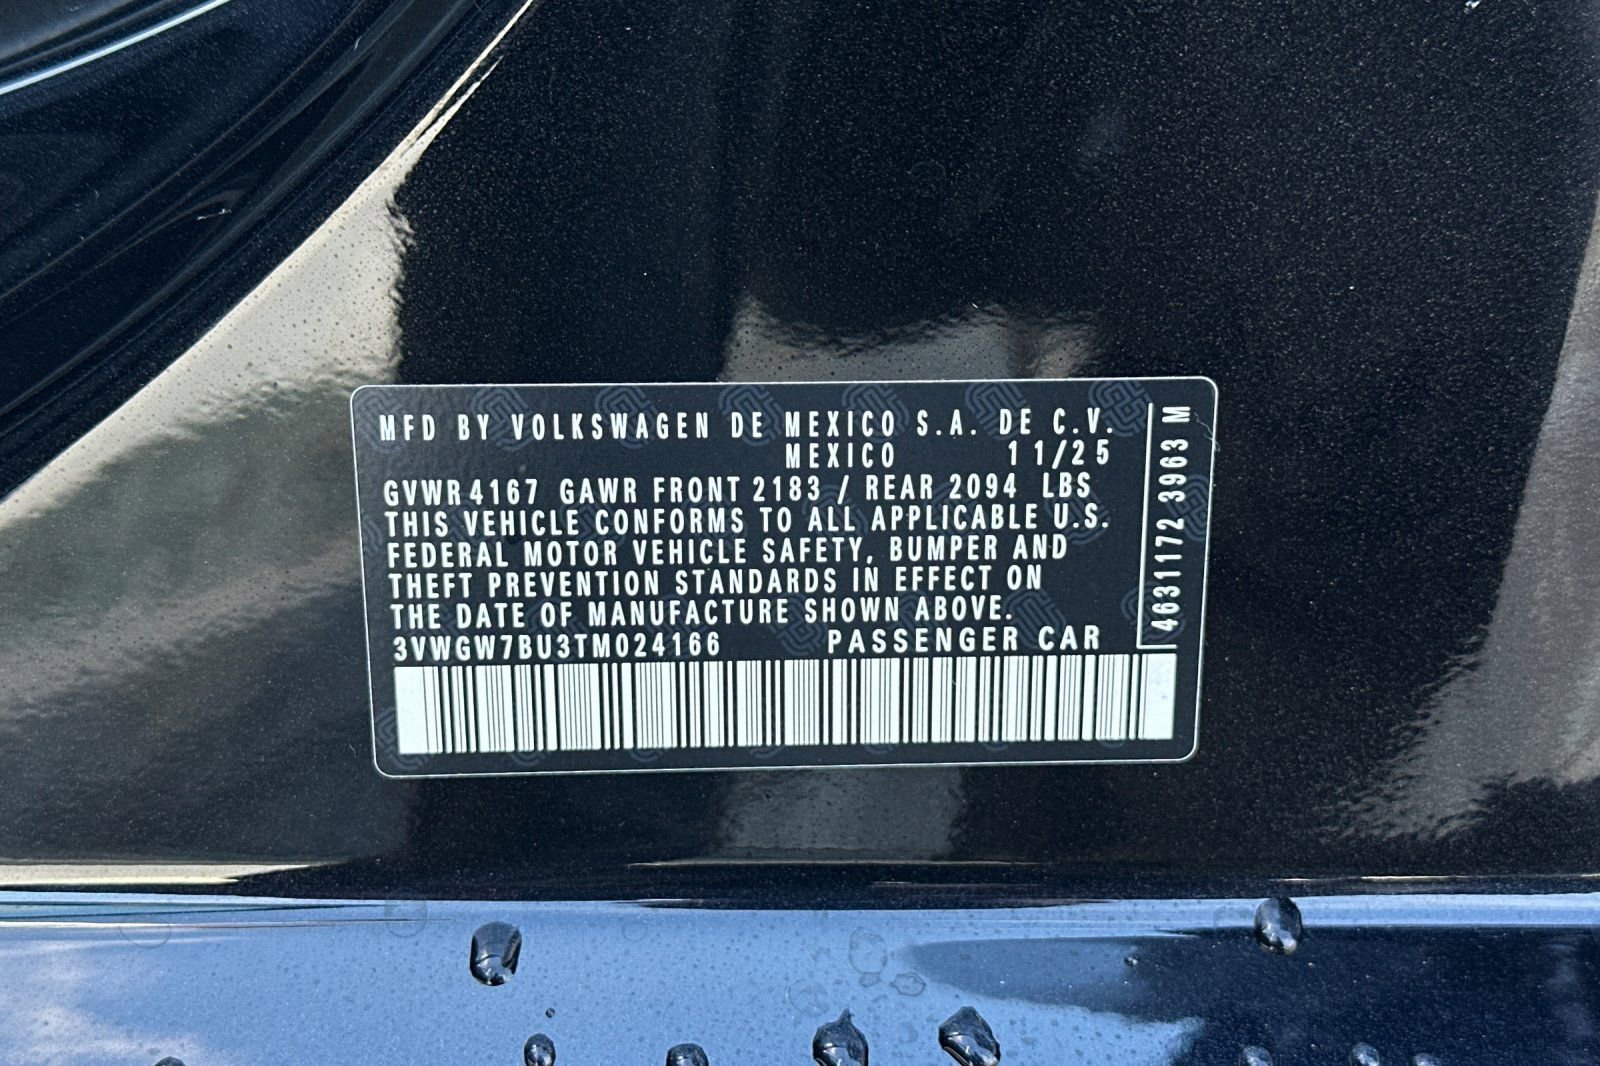 MFD BY VOLKSWAGEN DE MEXICO S.A. DE C.V.
MEXICO 11/25
GVWR 4167 GAWR FRONT 2183 / REAR 2094 LBS
THIS VEHICLE CONFORMS TO ALL APPLICABLE U.S.
FEDERAL MOTOR VEHICLE SAFETY, BUMPER AND
THEFT PREVENTION STANDARDS IN EFFECT ON
THE DATE OF MANUFACTURE SHOWN ABOVE.
3VWGW7BU3TM024166 PASSENGER CAR
4631172 3963 M